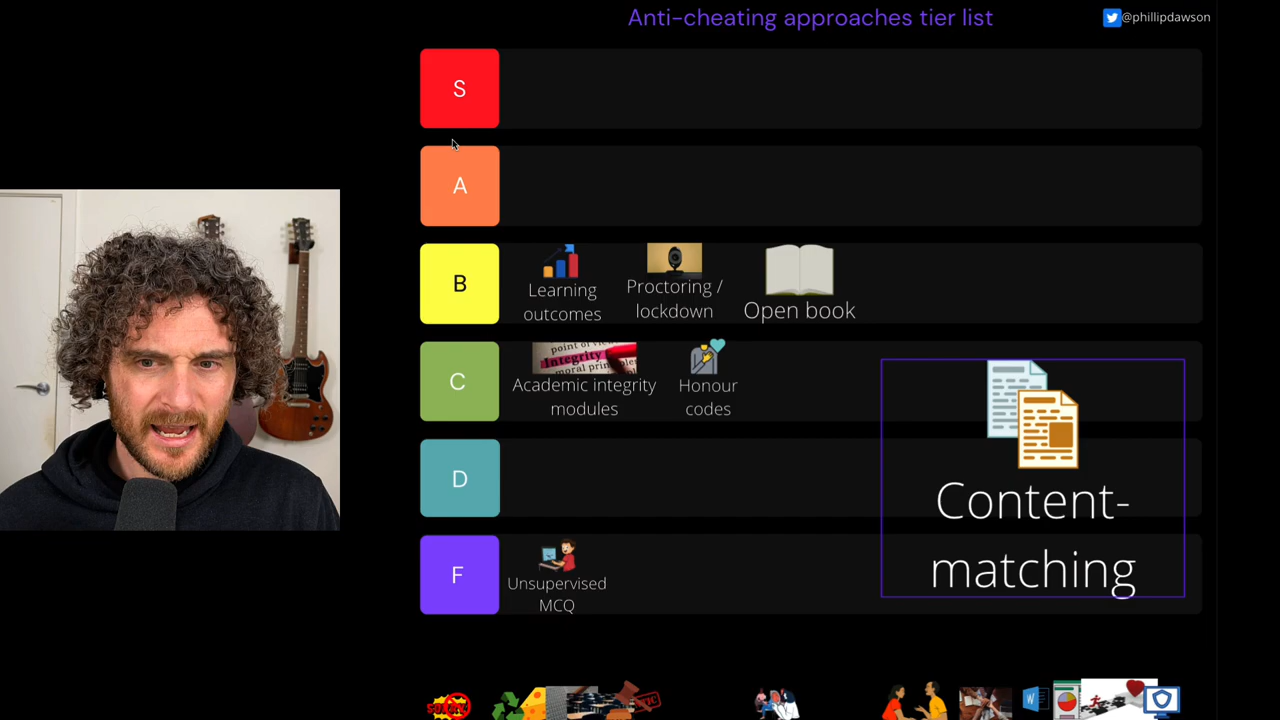 Anti-cheating approaches tier list
@phillipdawson
S
A
B
Learning
outcomes
Proctoring /
lockdown
Open book
C
Integrity
Academic integrity
modules
Honour
codes
D
Content-
matching
F
Unsupervised
MCQ